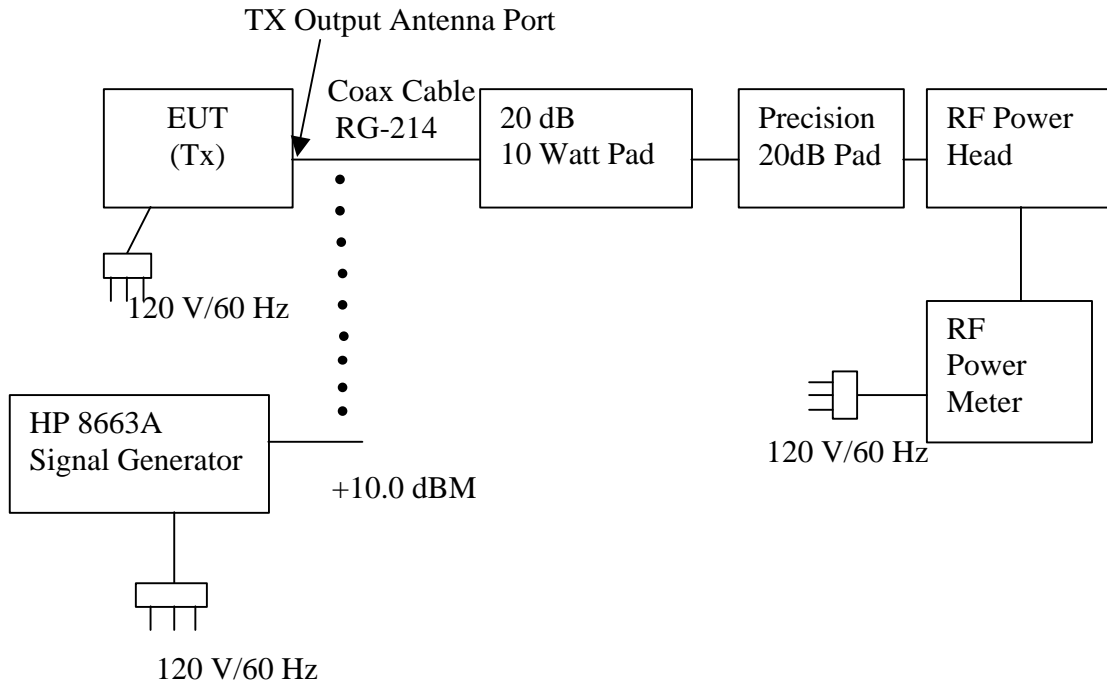 TX Output Antenna Port
EUT
(Tx)
Coax Cable
RG-214
20 dB
10 Watt Pad
Precision
20dB Pad
RF Power
Head
120 V/60 Hz
RF
Power
Meter
120 V/60 Hz
HP 8663A
Signal Generator
+10.0 dBM
120 V/60 Hz